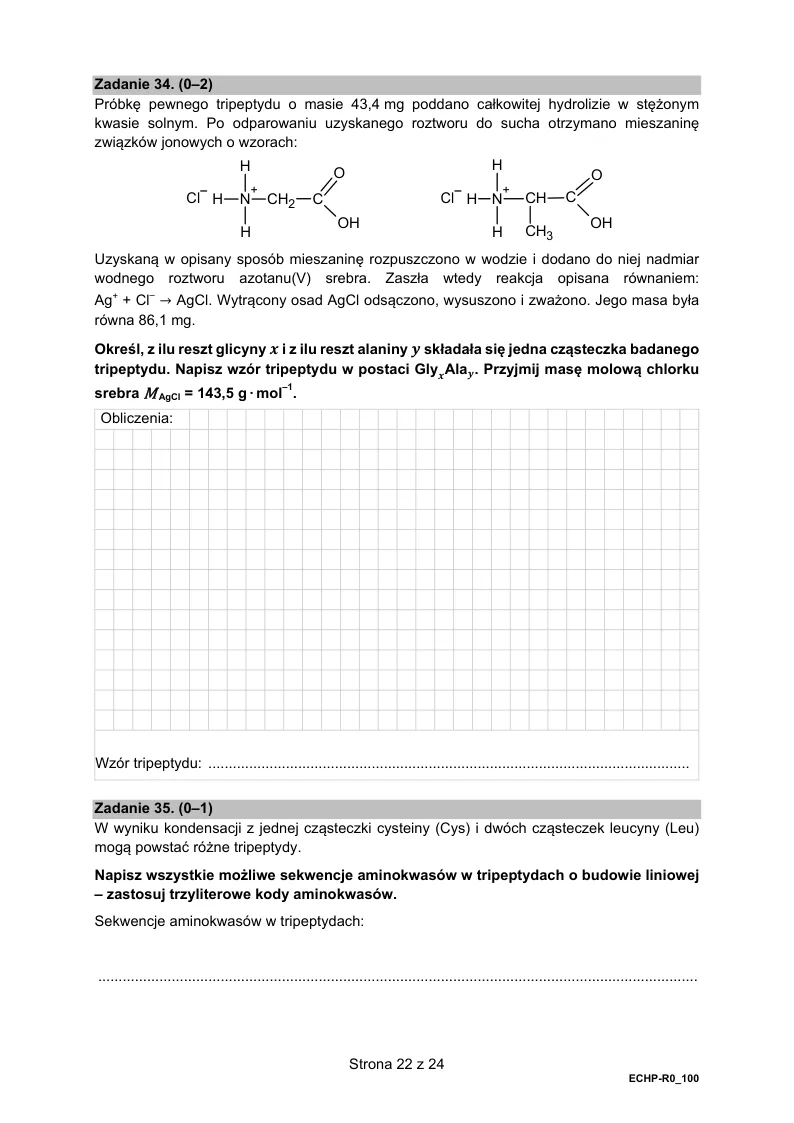 Zadanie 34. (0–2)
Próbkę pewnego tripeptydu o masie 43,4 mg poddano całkowitej hydrolizie w stężonym
kwasie solnym. Po odparowaniu uzyskanego roztworu do sucha otrzymano mieszaninę
związków jonowych o wzorach:
H
O
Cl⁻ H–N⁺–CH₂–C
OH
H
H
O
Cl⁻ H–N⁺–CH–C
OH
H CH₃
Uzyskaną w opisany sposób mieszaninę rozpuszczono w wodzie i dodano do niej nadmiar
wodnego roztworu azotanu(V) srebra. Zaszła wtedy reakcja opisana równaniem:
Ag⁺ + Cl⁻ → AgCl. Wytrącony osad AgCl odsączono, wysuszono i zważono. Jego masa była
równa 86,1 mg.
Określ, z ilu reszt glicyny x i z ilu reszt alaniny y składała się jedna cząsteczka badanego
tripeptydu. Napisz wzór tripeptydu w postaci GlyₓAlaᵧ. Przyjmij masę molową chlorku
srebra M_AgCl = 143,5 g · mol⁻¹.
Obliczenia:
Wzór tripeptydu: ......................................................................................................................
Zadanie 35. (0–1)
W wyniku kondensacji z jednej cząsteczki cysteiny (Cys) i dwóch cząsteczek leucyny (Leu)
mogą powstać różne tripeptydy.
Napisz wszystkie możliwe sekwencje aminokwasów w tripeptydach o budowie liniowej
– zastosuj trzyliterowe kody aminokwasów.
Sekwencje aminokwasów w tripeptydach:
..................................................................................................................................................
Strona 22 z 24
ECHP-R0_100